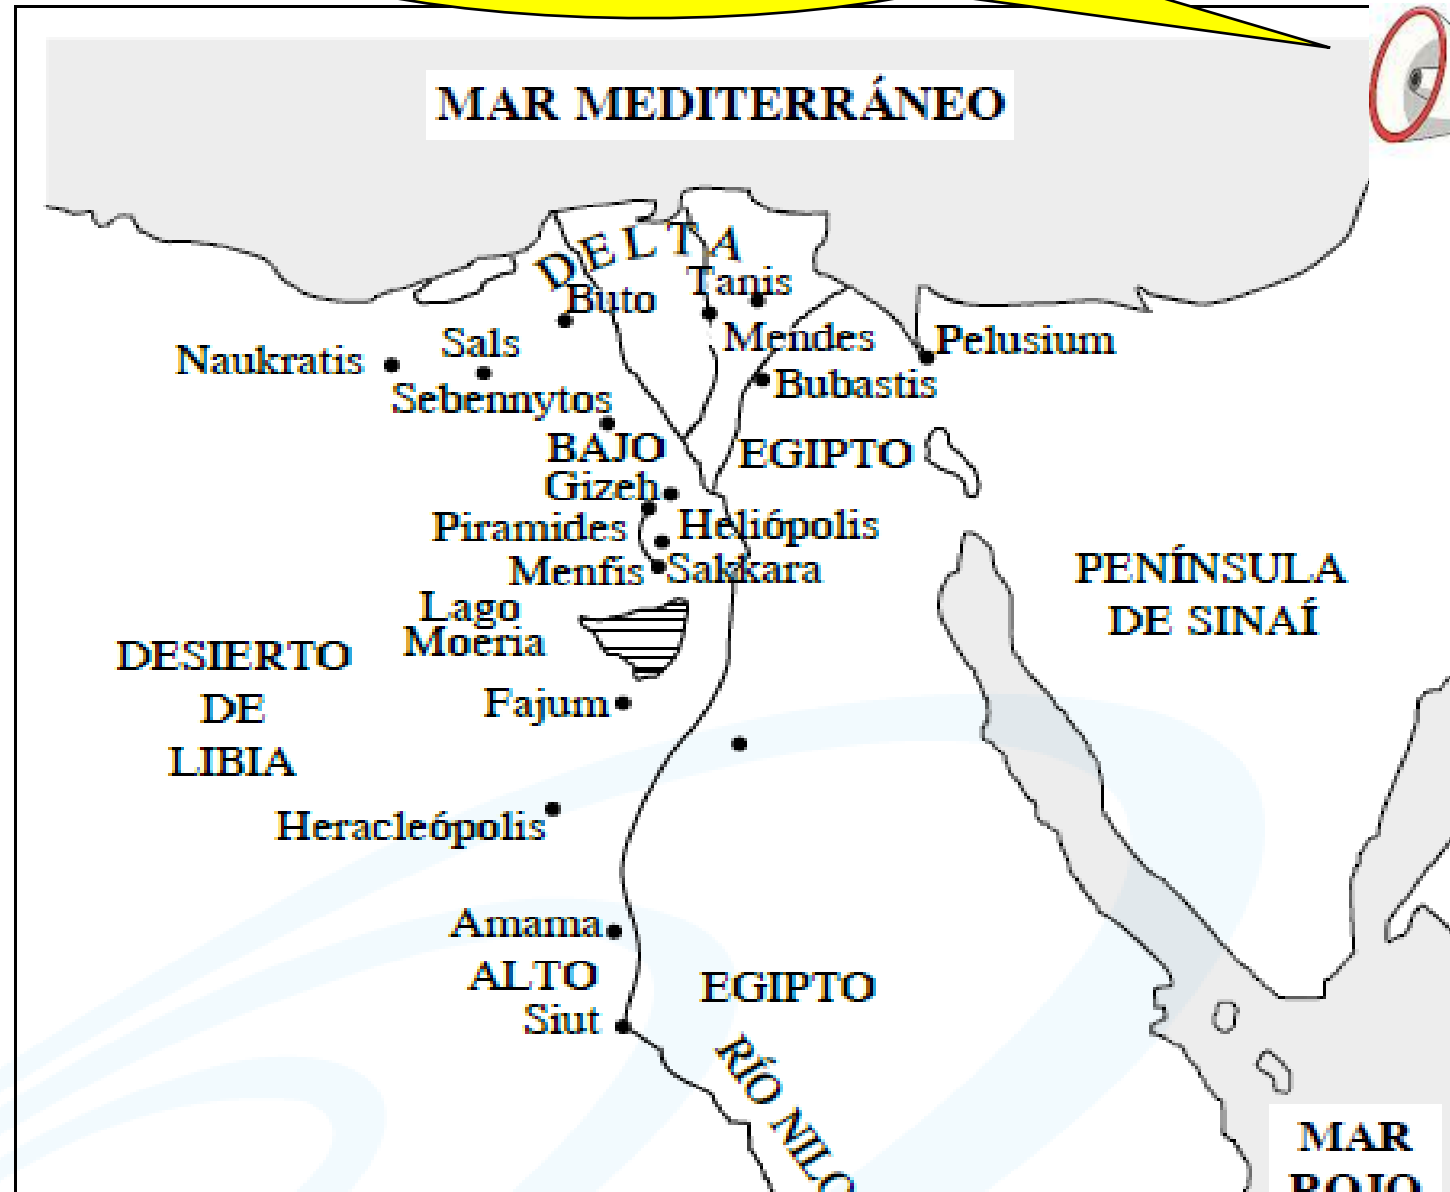 MAR MEDITERRÁNEO
DELTA
Tanis
Buto
Mendes
Pelusium
Sals
Naukratis
Bubastis
Sebennytos
BAJO EGIPTO
Gizeh
Piramides
Heliópolis
Menfis
Sakkara
Lago
Moeria
PENÍNSULA
DE SINAÍ
DESIERTO
DE
LIBIA
Fajum
Heracleópolis
Amama
ALTO EGIPTO
Siut
RÍO NILO
MAR
ROJO